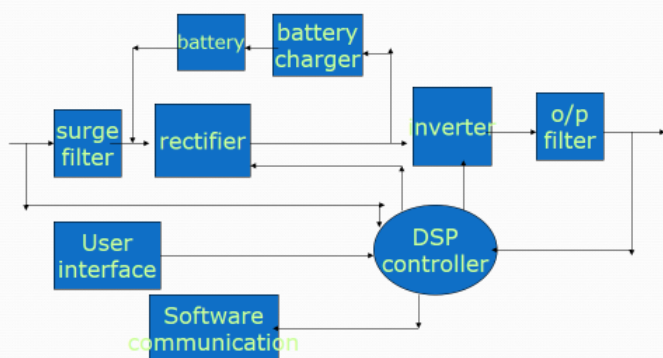 battery
battery
charger
surge
filter
rectifier
inverter
o/p
filter
User
interface
DSP
controller
Software
communication